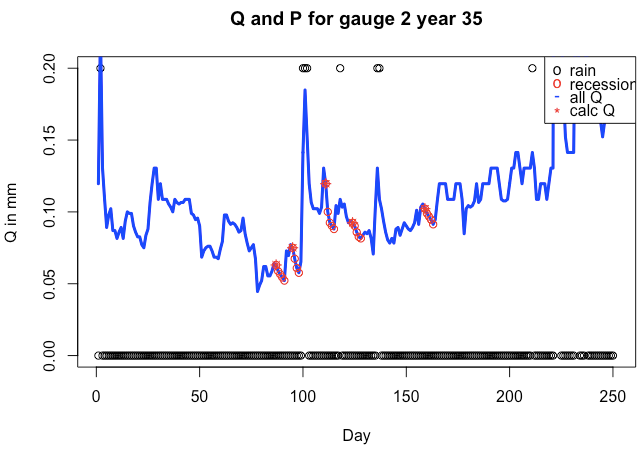 Q and P for gauge 2 year 35
Q in mm
0.20
0.15
0.10
0.05
0.00
o rain
o recession
- all Q
* calc Q
0 50 100 150 200 250
Day